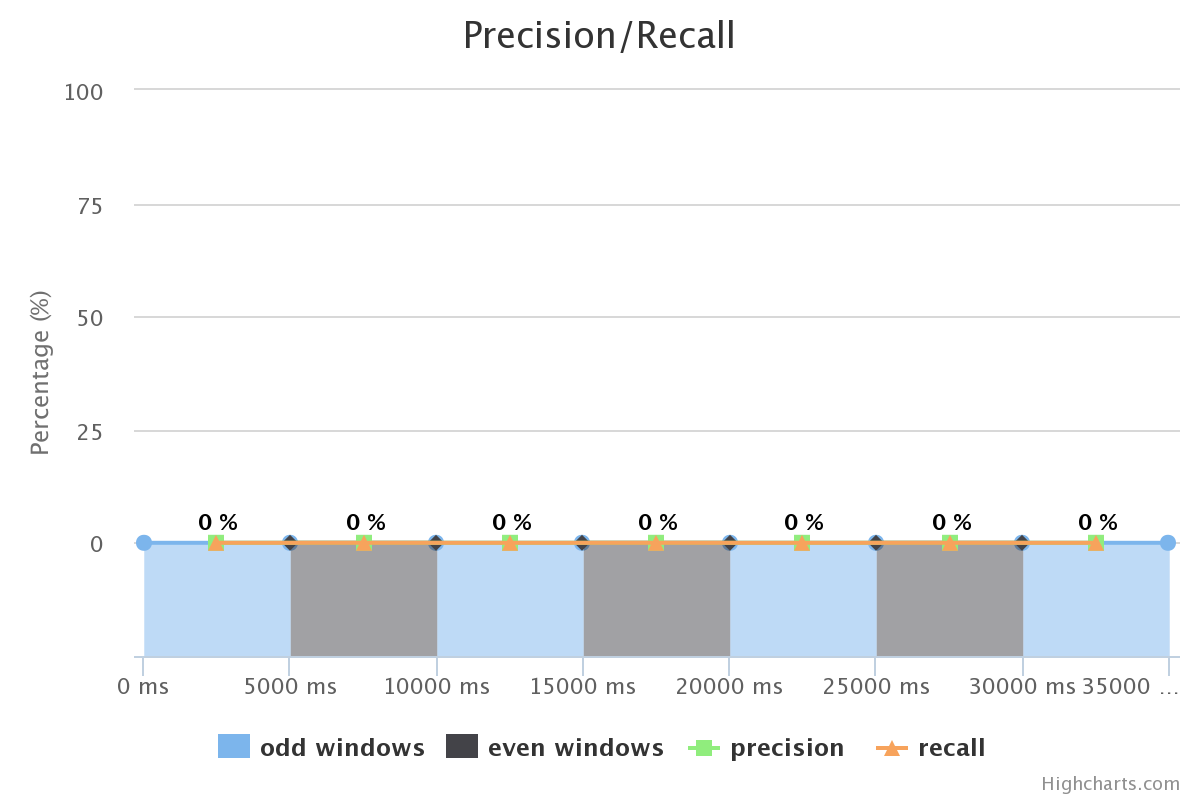 Precision/Recall
Percentage (%)
100
75
50
25
0
0 % 0 % 0 % 0 % 0 % 0 % 0 %
0 ms 5000 ms 10000 ms 15000 ms 20000 ms 25000 ms 30000 ms 35000 ...
odd windows even windows precision recall
Highcharts.com